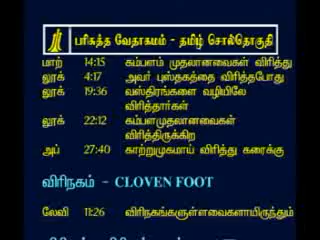 பரிசுத்த வேதாகமம் - தமிழ் சொல்தொகுதி
மாற் 14:15 கம்பளம் முதலானவைகள் விரித்து
லூக் 4:17 அவர் புஸ்தகத்தை விரித்தபோது
லூக் 19:36 வஸ்திரங்களை வழியிலே
விரித்தார்கள்
லூக் 22:12 கம்பளமுதலானவைகள்
விரித்திருக்கிற
அப் 27:40 காற்றுமுகமாய் விரித்து கரைக்கு
விரிநகம் - CLOVEN FOOT
லேவி 11:26 விரிநகங்களுள்ளவைகளாயிருந்தும்